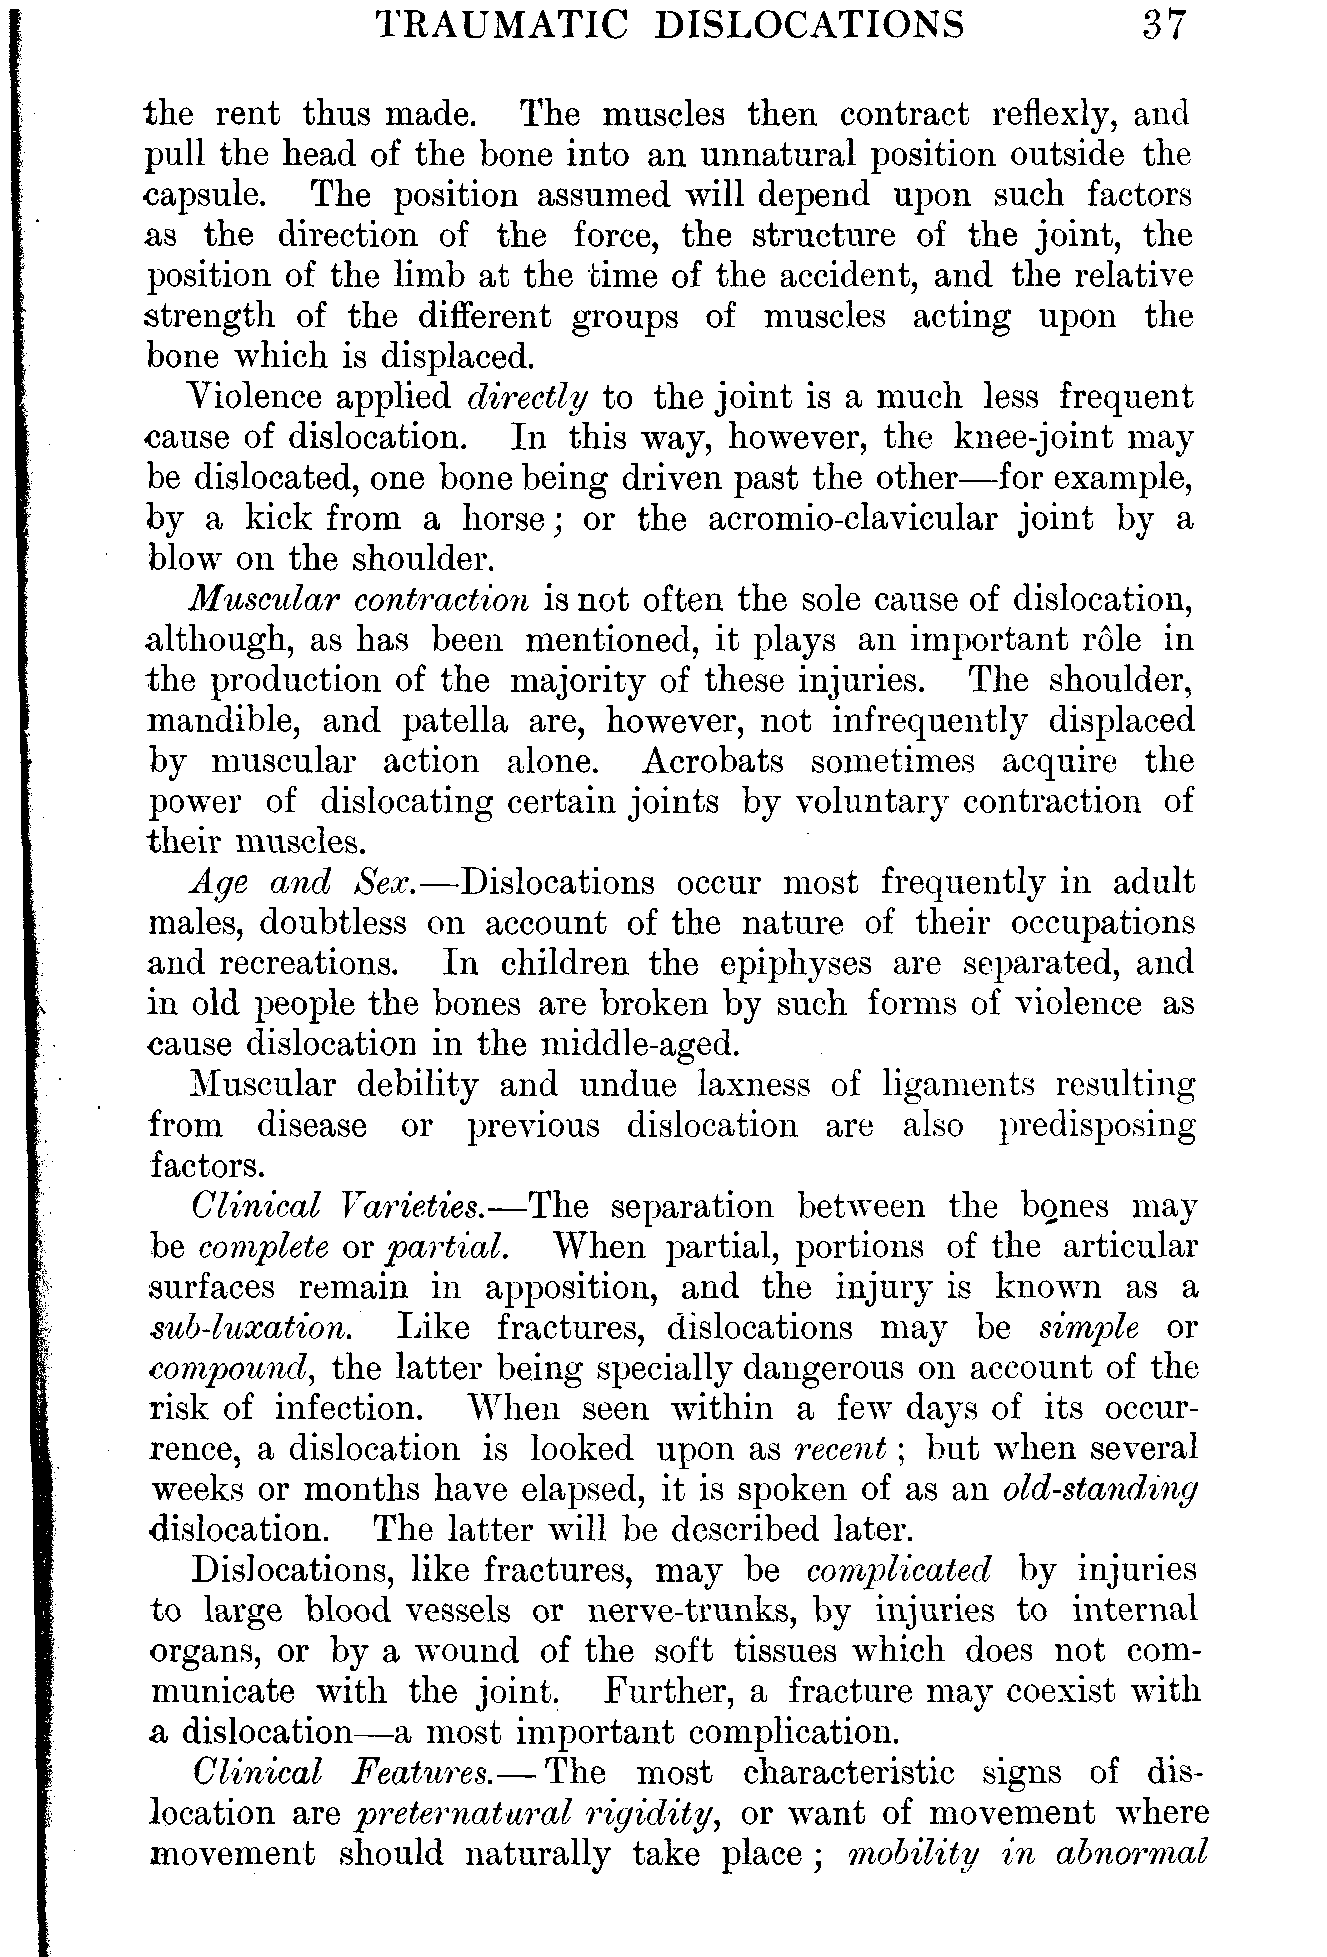 TRAUMATIC DISLOCATIONS 37
the rent thus made. The muscles then contract reflexly, and
pull the head of the bone into an unnatural position outside the
capsule. The position assumed will depend upon such factors
as the direction of the force, the structure of the joint, the
position of the limb at the time of the accident, and the relative
strength of the different groups of muscles acting upon the
bone which is displaced.
Violence applied directly to the joint is a much less frequent
cause of dislocation. In this way, however, the knee-joint may
be dislocated, one bone being driven past the other—for example,
by a kick from a horse; or the acromio-clavicular joint by a
blow on the shoulder.
Muscular contraction is not often the sole cause of dislocation,
although, as has been mentioned, it plays an important rôle in
the production of the majority of these injuries. The shoulder,
mandible, and patella are, however, not infrequently displaced
by muscular action alone. Acrobats sometimes acquire the
power of dislocating certain joints by voluntary contraction of
their muscles.
Age and Sex.—Dislocations occur most frequently in adult
males, doubtless on account of the nature of their occupations
and recreations. In children the epiphyses are separated, and
in old people the bones are broken by such forms of violence as
cause dislocation in the middle-aged.
Muscular debility and undue laxness of ligaments resulting
from disease or previous dislocation are also predisposing
factors.
Clinical Varieties.—The separation between the bones may
be complete or partial. When partial, portions of the articular
surfaces remain in apposition, and the injury is known as a
sub-luxation. Like fractures, dislocations may be simple or
compound, the latter being specially dangerous on account of the
risk of infection. When seen within a few days of its occur-
rence, a dislocation is looked upon as recent; but when several
weeks or months have elapsed, it is spoken of as an old-standing
dislocation. The latter will be described later.
Dislocations, like fractures, may be complicated by injuries
to large blood vessels or nerve-trunks, by injuries to internal
organs, or by a wound of the soft tissues which does not com-
municate with the joint. Further, a fracture may coexist with
a dislocation—a most important complication.
Clinical Features.—The most characteristic signs of dis-
location are preternatural rigidity, or want of movement where
movement should naturally take place; mobility in abnormal